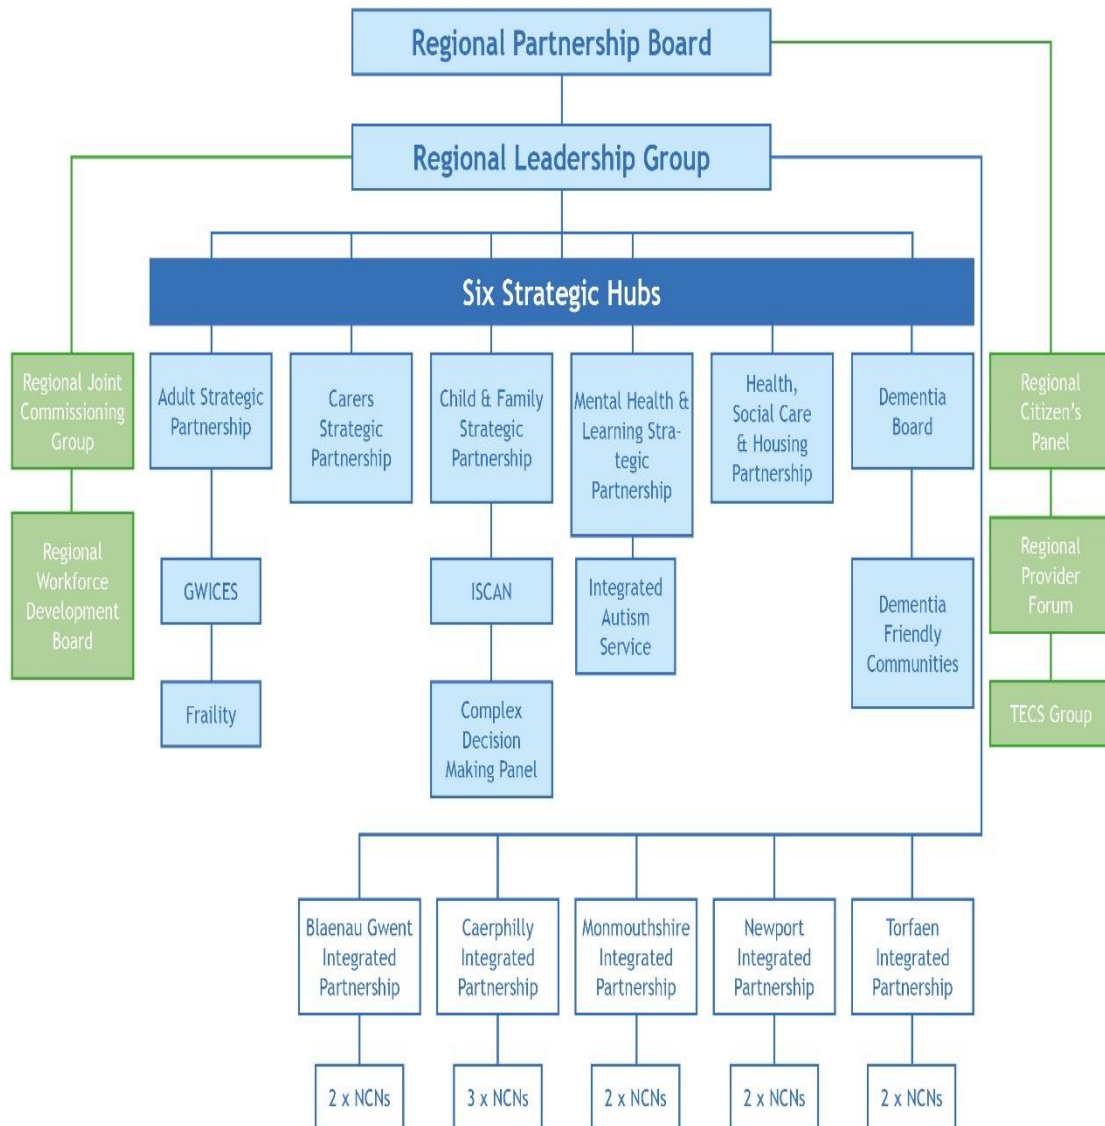 Regional Partnership Board
Regional Leadership Group
Six Strategic Hubs
Regional Joint
Commissioning
Group
Adult Strategic
Partnership
Carers
Strategic
Partnership
Child & Family
Strategic
Partnership
Mental Health &
Learning Stra-
tegic
Partnership
Health,
Social Care
& Housing
Partnership
Dementia
Board
Regional
Citizen's
Panel
Regional
Workforce
Development
Board
GWICES
ISCAN
Integrated
Autism
Service
Dementia
Friendly
Communities
Regional
Provider
Forum
Fraility
Complex
Decision
Making Panel
TECS Group
Blaenau Gwent
Integrated
Partnership
Caerphilly
Integrated
Partnership
Monmouthshire
Integrated
Partnership
Newport
Integrated
Partnership
Torfaen
Integrated
Partnership
2 x NCNs
3 x NCNs
2 x NCNs
2 x NCNs
2 x NCNs